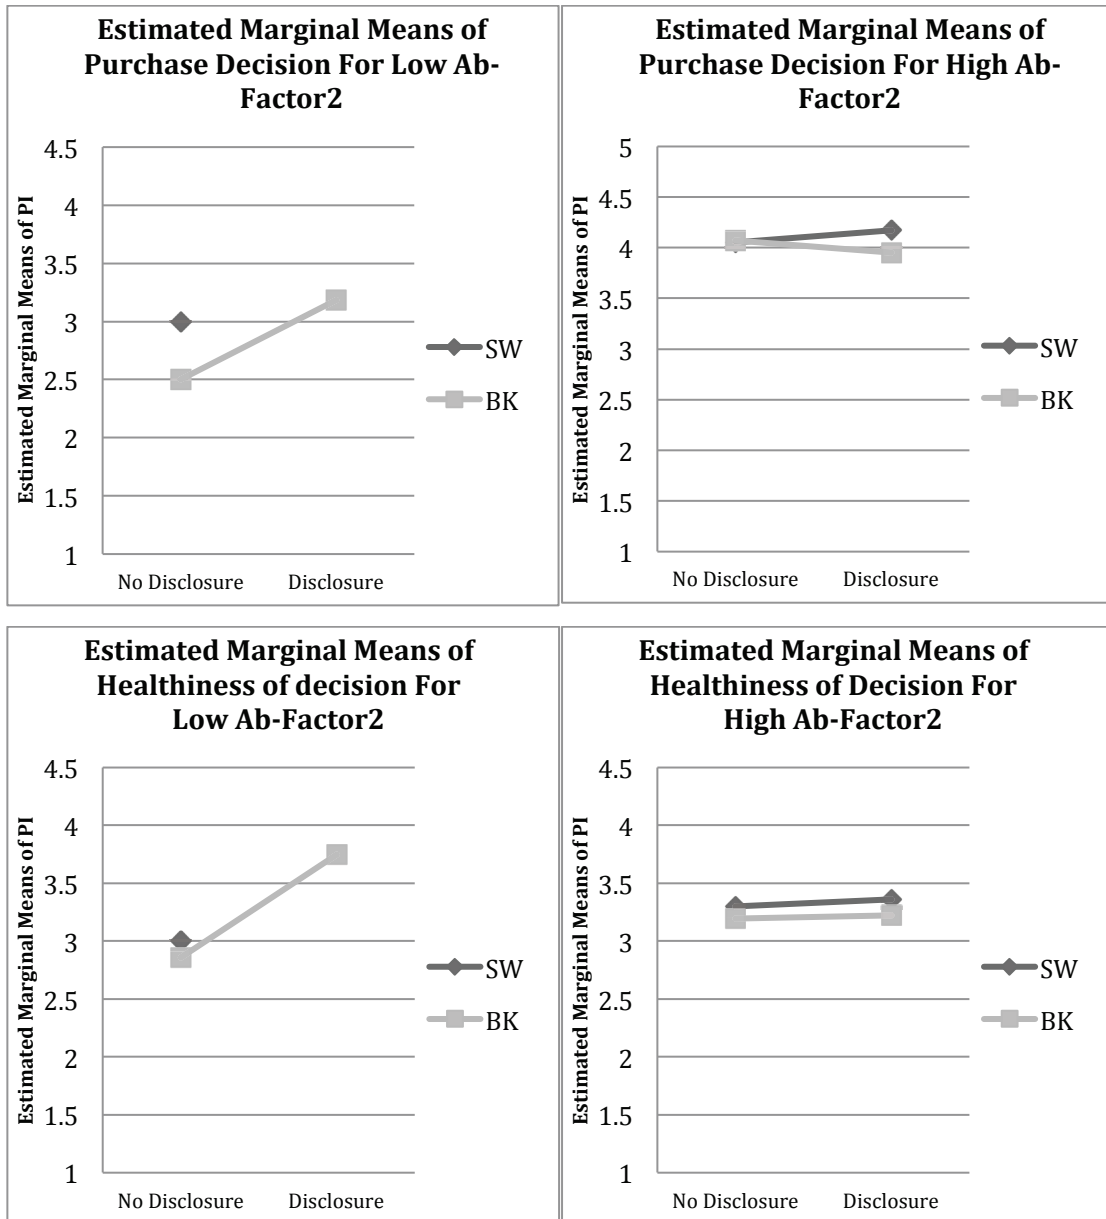 Estimated Marginal Means of
Purchase Decision For Low Ab-
Factor2
Estimated Marginal Means of PI
4.5
4
3.5
3
2.5
2
1.5
1
No Disclosure
Disclosure
SW
BK
Estimated Marginal Means of
Purchase Decision For High Ab-
Factor2
Estimated Marginal Means of PI
5
4.5
4
3.5
3
2.5
2
1.5
1
No Disclosure
Disclosure
SW
BK
Estimated Marginal Means of
Healthiness of decision For
Low Ab-Factor2
Estimated Marginal Means of PI
4.5
4
3.5
3
2.5
2
1.5
1
No Disclosure
Disclosure
SW
BK
Estimated Marginal Means of
Healthiness of Decision For
High Ab-Factor2
Estimated Marginal Means of PI
4.5
4
3.5
3
2.5
2
1.5
1
No Disclosure
Disclosure
SW
BK